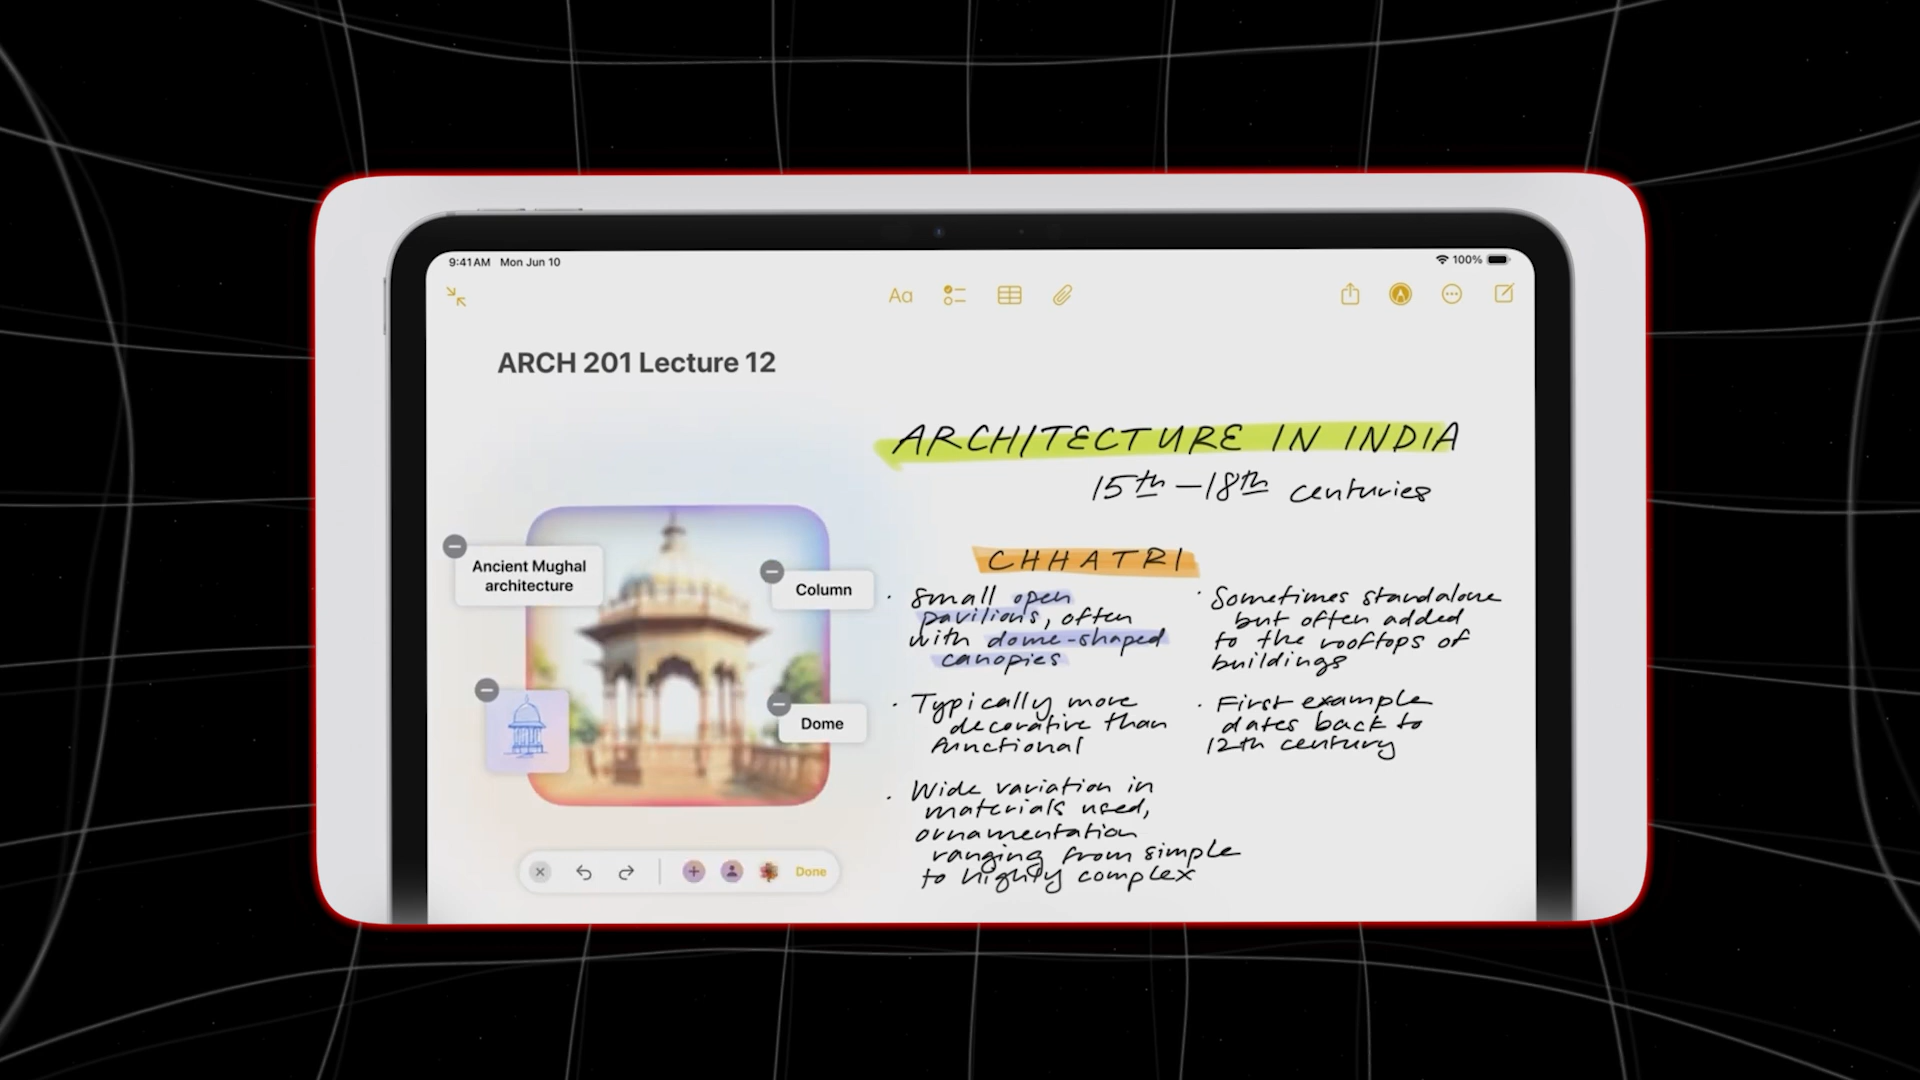 9:41 AM Mon Jun 10
100%
Aa
ARCH 201 Lecture 12
ARCHITECTURE IN INDIA
15th - 18th centuries
Ancient Mughal
architecture
Column
Dome
Done
CHHATRI
· Small open
pavilions, often
with dome-shaped
canopies
· Typically more
decorative than
functional
· Wide variation in
materials used,
ornamentation
ranging from simple
to highly complex
· Sometimes standalone
but often added
to the rooftops of
buildings
· First example
dates back to
12th century